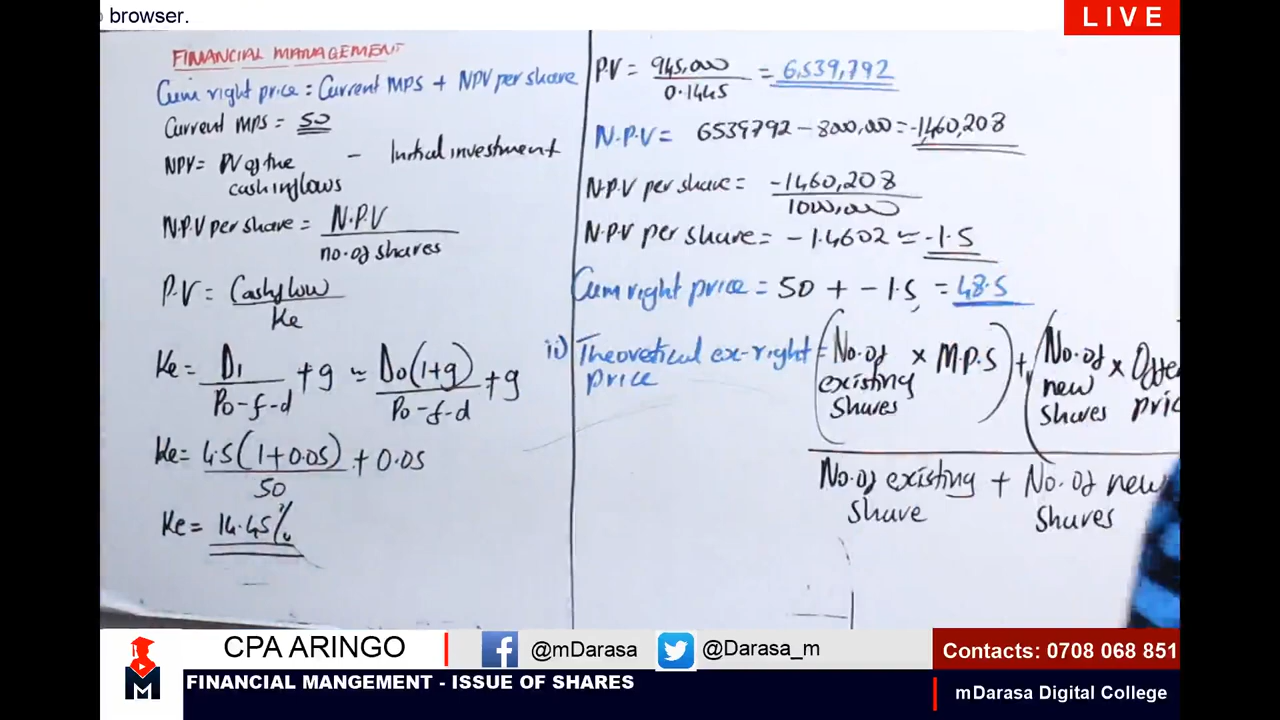 browser.
LIVE
FINANCIAL MANAGEMENT
Cum right price = Current MPS + NPV per share
Current MPS = 50
NPV = PV of the cash inflows - Initial investment
N.P.V per share = N.P.V / no. of shares
P.V = Cashflow / Ke
Ke = D1 / Po-f-d + g = Do(1+g) / Po-f-d + g
Ke = 4.5(1+0.05) / 50 + 0.05
Ke = 14.45%
P.V = 945,000 / 0.1445 = 6,539,792
N.P.V = 6539792 - 800,000 = -1,460,208
N.P.V per share = -1460,208 / 1000,000
N.P.V per share = -1.4602 = -1.5
Cum right price = 50 + -1.5 = 48.5
ii) Theoretical ex-right price = (No. of existing shares × M.P.S) + (No. of new shares × Offe pric
No. of existing share + No. of new shares
CPA ARINGO
@mDarasa
@Darasa_m
Contacts: 0708 068 851
FINANCIAL MANGEMENT - ISSUE OF SHARES
mDarasa Digital College